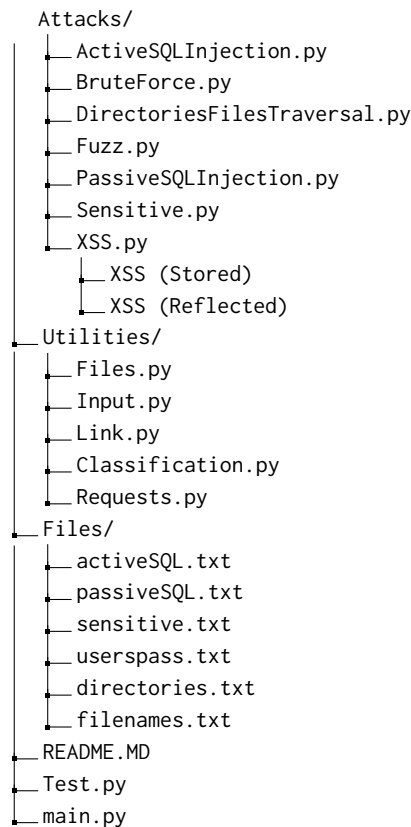 Attacks/
ActiveSQLInjection.py
BruteForce.py
DirectoriesFilesTraversal.py
Fuzz.py
PassiveSQLInjection.py
Sensitive.py
XSS.py
XSS (Stored)
XSS (Reflected)
Utilities/
Files.py
Input.py
Link.py
Classification.py
Requests.py
Files/
activeSQL.txt
passiveSQL.txt
sensitive.txt
userspass.txt
directories.txt
filenames.txt
README.MD
Test.py
main.py